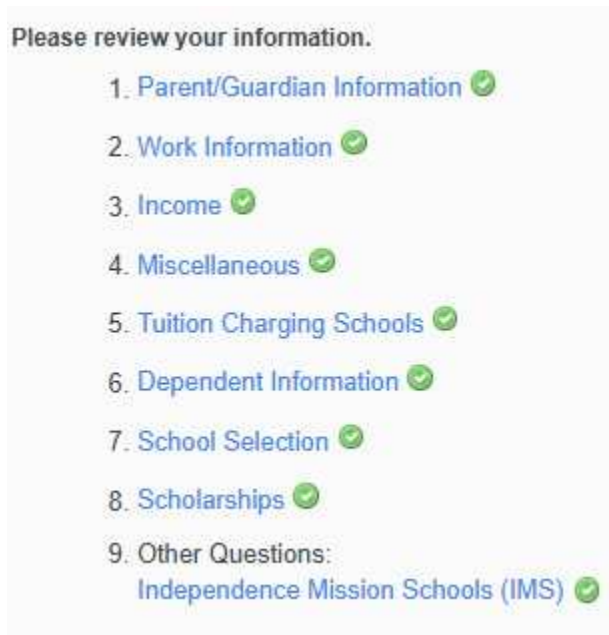 Please review your information.
1. Parent/Guardian Information
2. Work Information
3. Income
4. Miscellaneous
5. Tuition Charging Schools
6. Dependent Information
7. School Selection
8. Scholarships
9. Other Questions:
Independence Mission Schools (IMS)